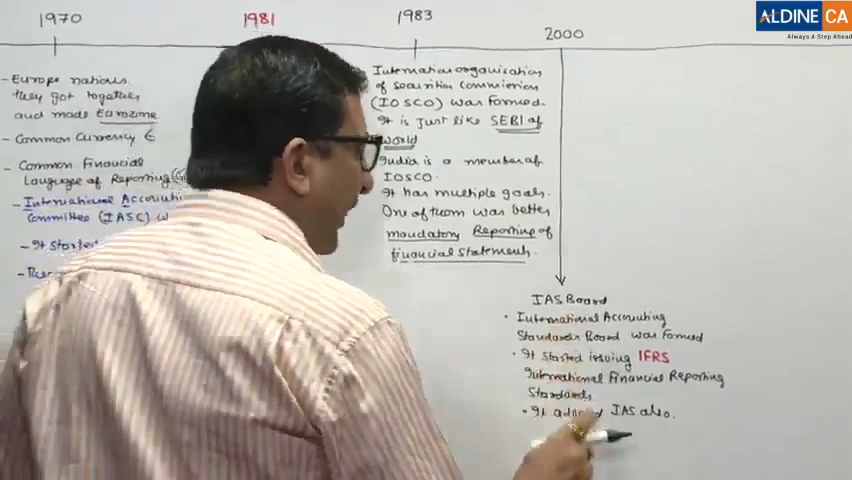 1970
1981
1983
2000
ALDINE CA
Always A Step Ahead
- Europe nations
they got together
and made Eurozone
- Common Currency €
- Common Financial
Language of Reporting
- International Accounti
Committee (IASC) w
- It started
International organisation
of securities commission
(IOSCO) was formed.
It is just like SEBI of
world
India is a member of
IOSCO.
It has multiple goals.
One of them was better
mandatory Reporting of
financial statements.
IAS Board
• International Accounting
Standards Board was formed
• It started issuing IFRS
International Financial Reporting
Standards
• It IAS also.